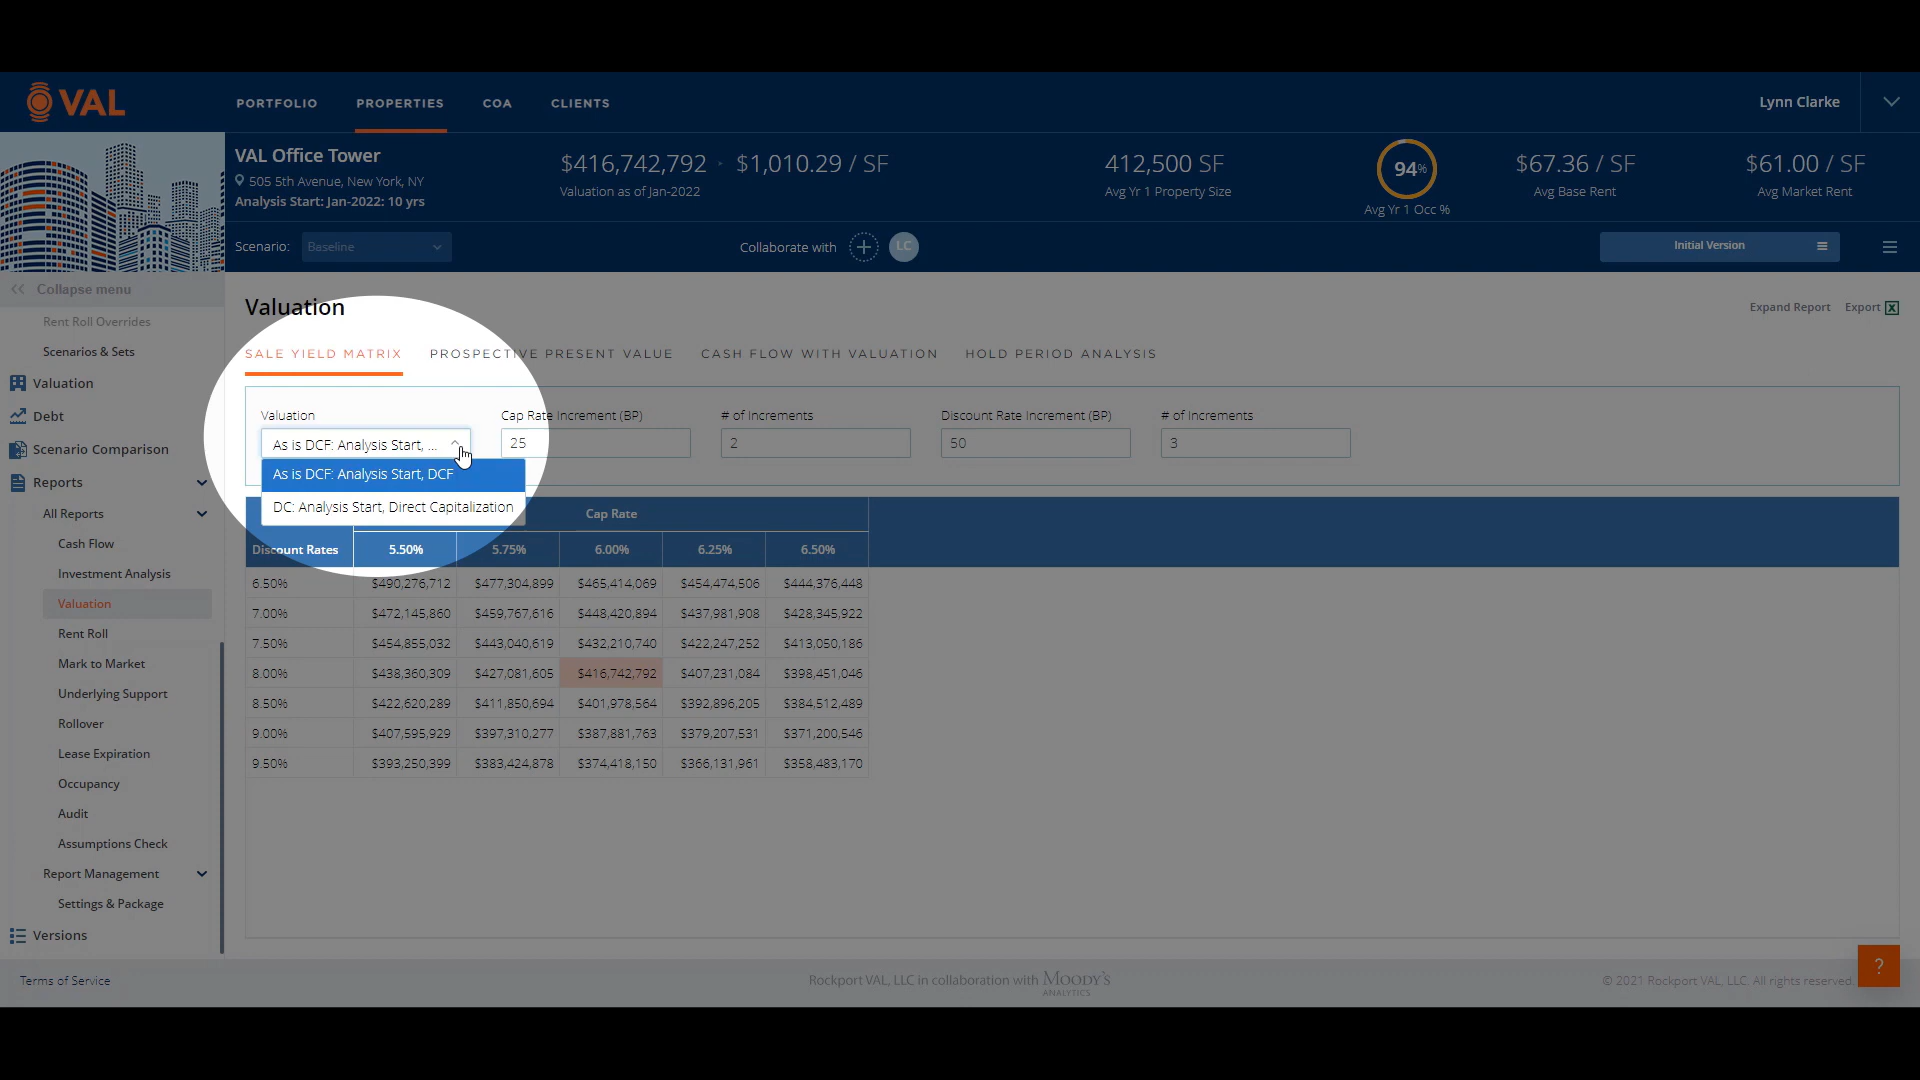 VAL
PORTFOLIO PROPERTIES COA CLIENTS
Lynn Clarke
VAL Office Tower
505 5th Avenue, New York, NY
Analysis Start: Jan-2022: 10 yrs
$416,742,792 · $1,010.29 / SF
Valuation as of Jan-2022
412,500 SF
Avg Yr 1 Property Size
94%
Avg Yr 1 Occ %
$67.36 / SF
Avg Base Rent
$61.00 / SF
Avg Market Rent
Scenario: Baseline
Collaborate with LC
Initial Version
Collapse menu
Rent Roll Overrides
Scenarios & Sets
Valuation
Debt
Scenario Comparison
Reports
All Reports
Cash Flow
Investment Analysis
Valuation
Rent Roll
Mark to Market
Underlying Support
Rollover
Lease Expiration
Occupancy
Audit
Assumptions Check
Report Management
Settings & Package
Versions
Valuation
Expand Report Export
SALE YIELD MATRIX PROSPECTIVE PRESENT VALUE CASH FLOW WITH VALUATION HOLD PERIOD ANALYSIS
Valuation Cap Rate Increment (BP) # of Increments Discount Rate Increment (BP) # of Increments
As is DCF: Analysis Start, ... 25 2 50 3
As is DCF: Analysis Start, DCF
DC: Analysis Start, Direct Capitalization
Cap Rate
Discount Rates 5.50% 5.75% 6.00% 6.25% 6.50%
6.50% $490,276,712 $477,304,899 $465,414,069 $454,474,506 $444,376,448
7.00% $472,145,860 $459,767,616 $448,420,894 $437,981,908 $428,345,922
7.50% $454,855,032 $443,040,619 $432,210,740 $422,247,252 $413,050,186
8.00% $438,360,309 $427,081,605 $416,742,792 $407,231,084 $398,451,046
8.50% $422,620,289 $411,850,694 $401,978,564 $392,896,205 $384,512,489
9.00% $407,595,929 $397,310,277 $387,881,763 $379,207,531 $371,200,546
9.50% $393,250,399 $383,424,878 $374,418,150 $366,131,961 $358,483,170
?
Terms of Service
Rockport VAL, LLC in collaboration with MOODY'S ANALYTICS
© 2021 Rockport VAL, LLC. All rights reserved.